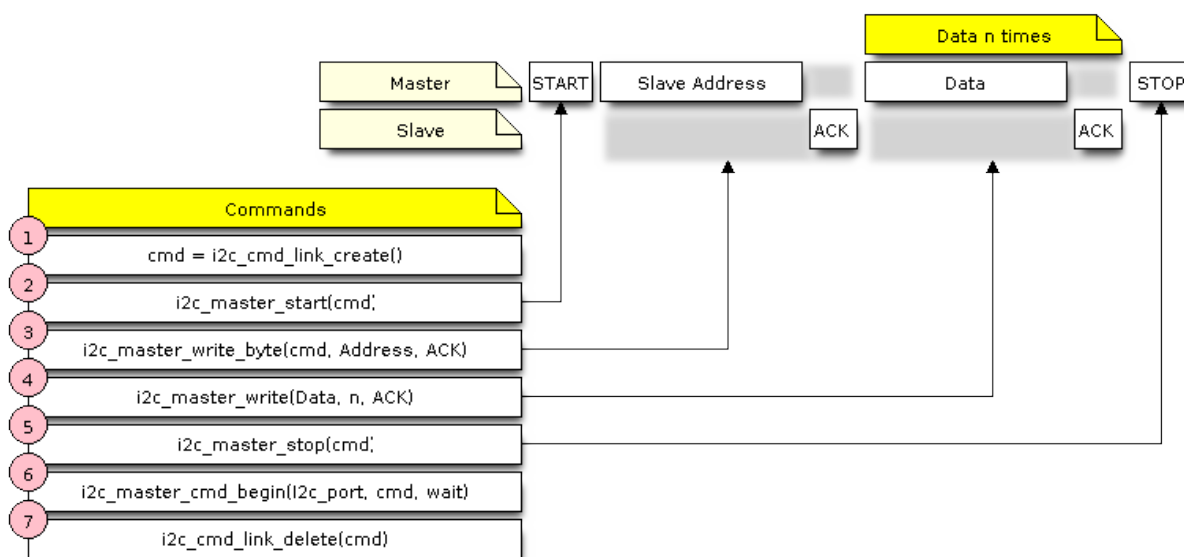 Data n times
Master START Slave Address Data STOP
Slave ACK ACK
Commands
1
cmd = i2c_cmd_link_create()
2
i2c_master_start(cmd)
3
i2c_master_write_byte(cmd, Address, ACK)
4
i2c_master_write(Data, n, ACK)
5
i2c_master_stop(cmd)
6
i2c_master_cmd_begin(I2c_port, cmd, wait)
7
i2c_cmd_link_delete(cmd)